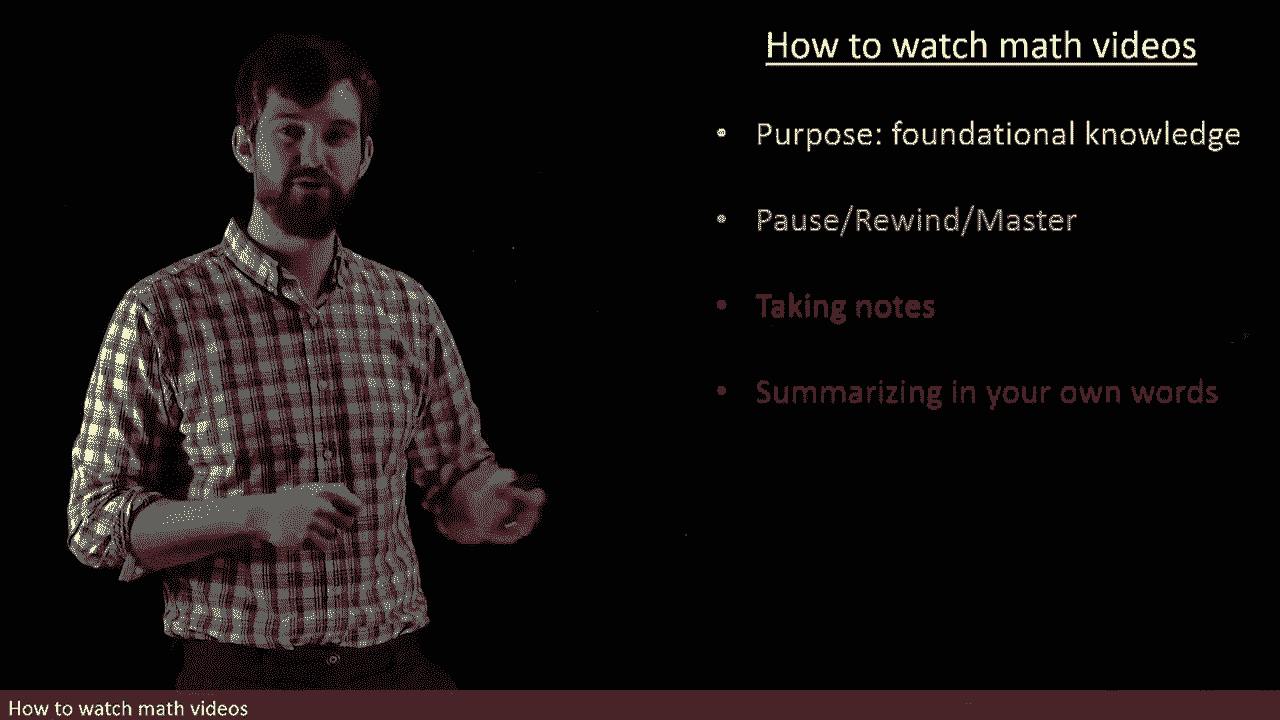 How to watch math videos
• Purpose: foundational knowledge
• Pause/Rewind/Master
• Taking notes
• Summarizing in your own words
How to watch math videos